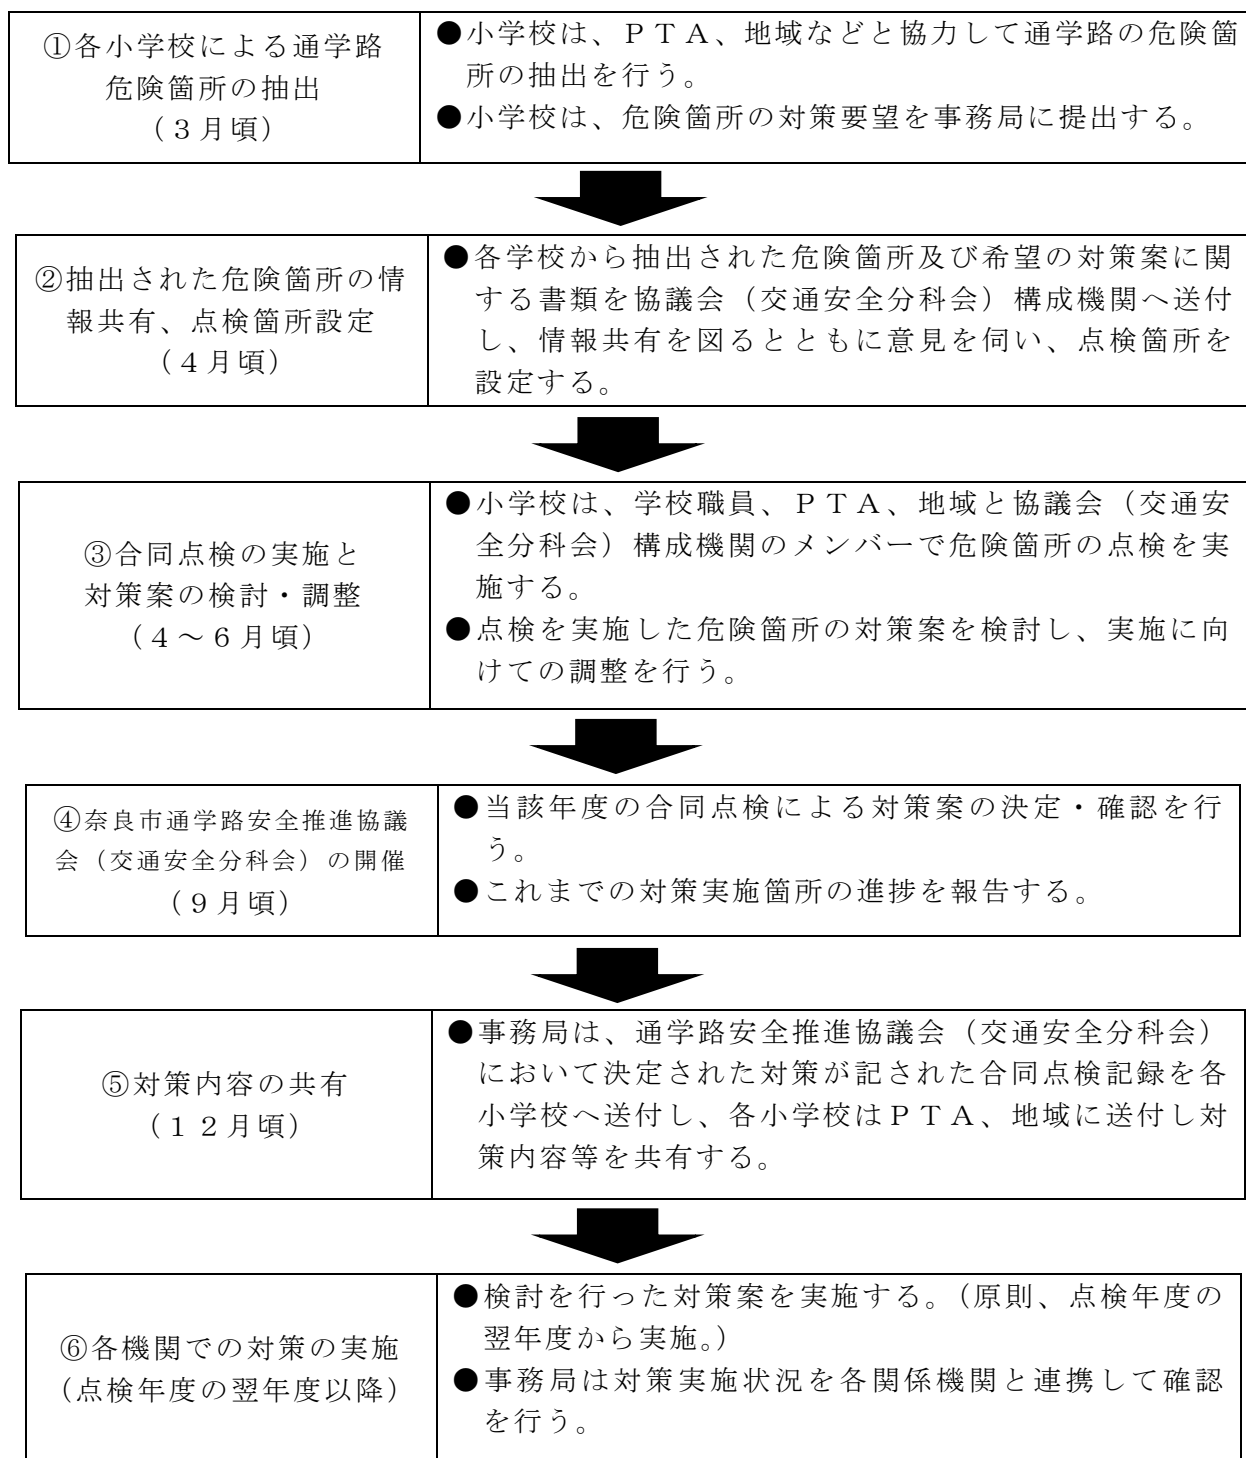 ①各小学校による通学路
危険箇所の抽出
（３月頃）
●小学校は、ＰＴＡ、地域などと協力して通学路の危険箇
所の抽出を行う。
●小学校は、危険箇所の対策要望を事務局に提出する。
②抽出された危険箇所の情
報共有、点検箇所設定
（４月頃）
●各学校から抽出された危険箇所及び希望の対策案に関
する書類を協議会（交通安全分科会）構成機関へ送付
し、情報共有を図るとともに意見を伺い、点検箇所を
設定する。
③合同点検の実施と
対策案の検討・調整
（４～６月頃）
●小学校は、学校職員、ＰＴＡ、地域と協議会（交通安
全分科会）構成機関のメンバーで危険箇所の点検を実
施する。
●点検を実施した危険箇所の対策案を検討し、実施に向
けての調整を行う。
④奈良市通学路安全推進協議
会（交通安全分科会）の開催
（９月頃）
●当該年度の合同点検による対策案の決定・確認を行
う。
●これまでの対策実施箇所の進捗を報告する。
⑤対策内容の共有
（１２月頃）
●事務局は、通学路安全推進協議会（交通安全分科会）
において決定された対策が記された合同点検記録を各
小学校へ送付し、各小学校はＰＴＡ、地域に送付し対
策内容等を共有する。
⑥各機関での対策の実施
（点検年度の翌年度以降）
●検討を行った対策案を実施する。（原則、点検年度の
翌年度から実施。）
●事務局は対策実施状況を各関係機関と連携して確認
を行う。